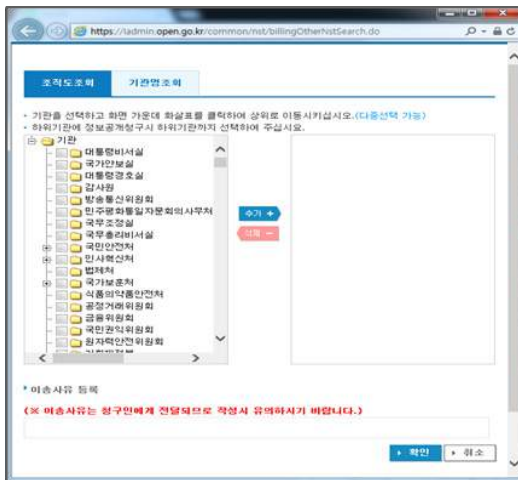 https://iadmin.open.go.kr/common/nst/billingOtherNstSearch.do
조직도조회 기관명조회
• 기관을 선택하고 화면 가운데 화살표를 클릭하여 상위로 이동시키십시오.(다중선택 가능)
• 하위기관에 정보공개청구시 하위기관까지 선택하여 주십시요.
기관
대통령비서실
국가안보실
대통령경호실
감사원
방송통신위원회
민주평화통일자문회의사무처
국무조정실
국무총리비서실
국민안전처
인사혁신처
법제처
국가보훈처
식품의약품안전처
공정거래위원회
금융위원회
국민권익위원회
원자력안전위원회
추가 +
삭제 -
이송사유 등록
(※ 이송사유는 청구인에게 전달되므로 작성시 유의하시기 바랍니다.)
확인 취소